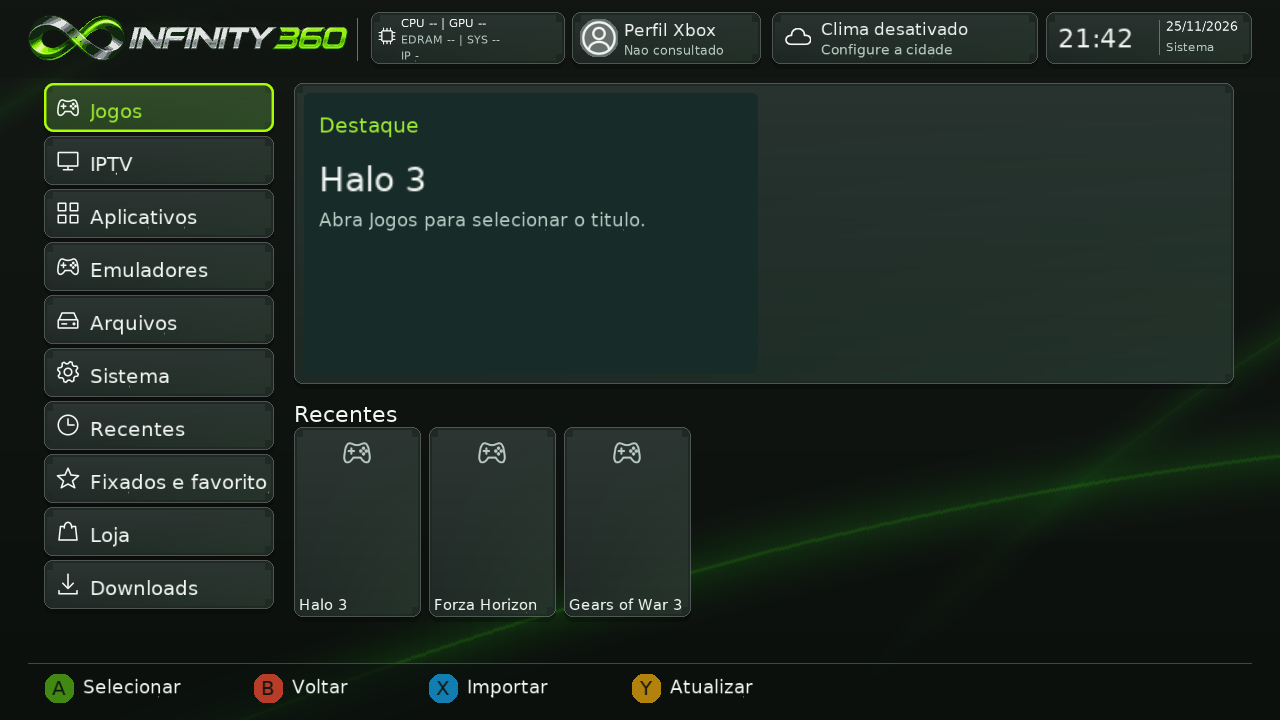 INFINITY 360
CPU -- | GPU --
EDRAM -- | SYS --
IP -
Perfil Xbox
Nao consultado
Clima desativado
Configure a cidade
21:42
25/11/2026
Sistema
Jogos
IPTV
Aplicativos
Emuladores
Arquivos
Sistema
Recentes
Fixados e favorito
Loja
Downloads
Destaque
Halo 3
Abra Jogos para selecionar o titulo.
Recentes
Halo 3
Forza Horizon
Gears of War 3
A Selecionar
B Voltar
X Importar
Y Atualizar